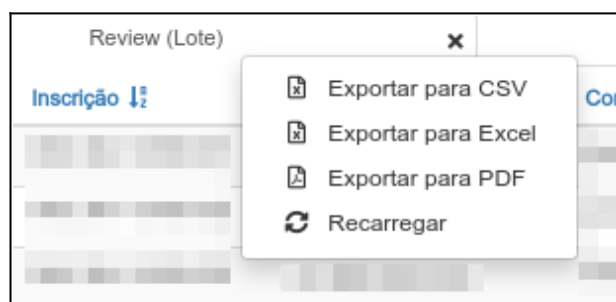 Review (Lote)
Inscrição
Exportar para CSV
Exportar para Excel
Exportar para PDF
Recarregar